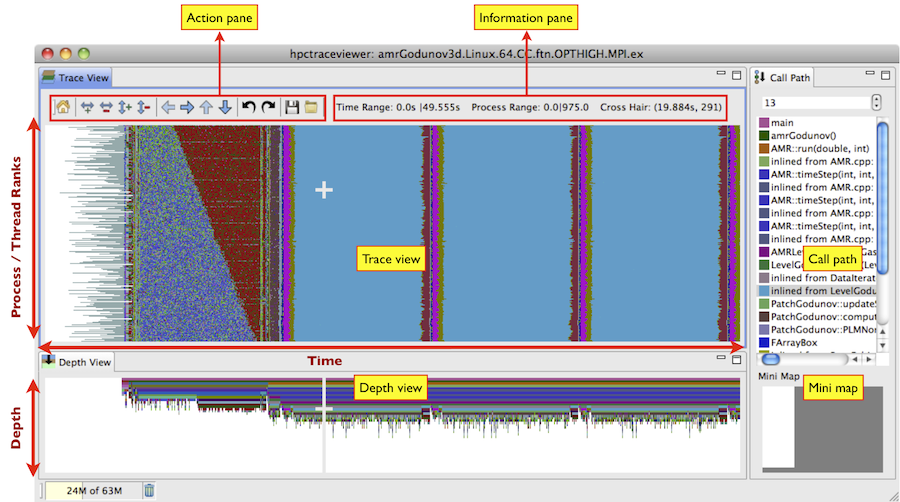 Action pane
Information pane
hpctraceviewer: amrGodunov3d.Linux.64.CC.ftn.OPTHIGH.MPI.ex
Trace View
Time Range: 0.0s |49.555s Process Range: 0.0|975.0 Cross Hair: (19.884s, 291)
Process / Thread Ranks
Trace view
Time
Depth View
Depth view
Depth
24M of 63M
Call Path
13
main
amrGodunov()
AMR::run(double, int)
inlined from AMR.cpp:
AMR::timeStep(int, int,
inlined from AMR.cpp:
AMR::timeStep(int, int,
inlined from AMR.cpp:
AMR::timeStep(int, int,
inlined from AMR.cpp:
Call path
inlined from DataIterat
inlined from LevelGodu
PatchGodunov::updateS
PatchGodunov::comput
PatchGodunov::PLMNor
FArrayBox
Mini Map
Mini map